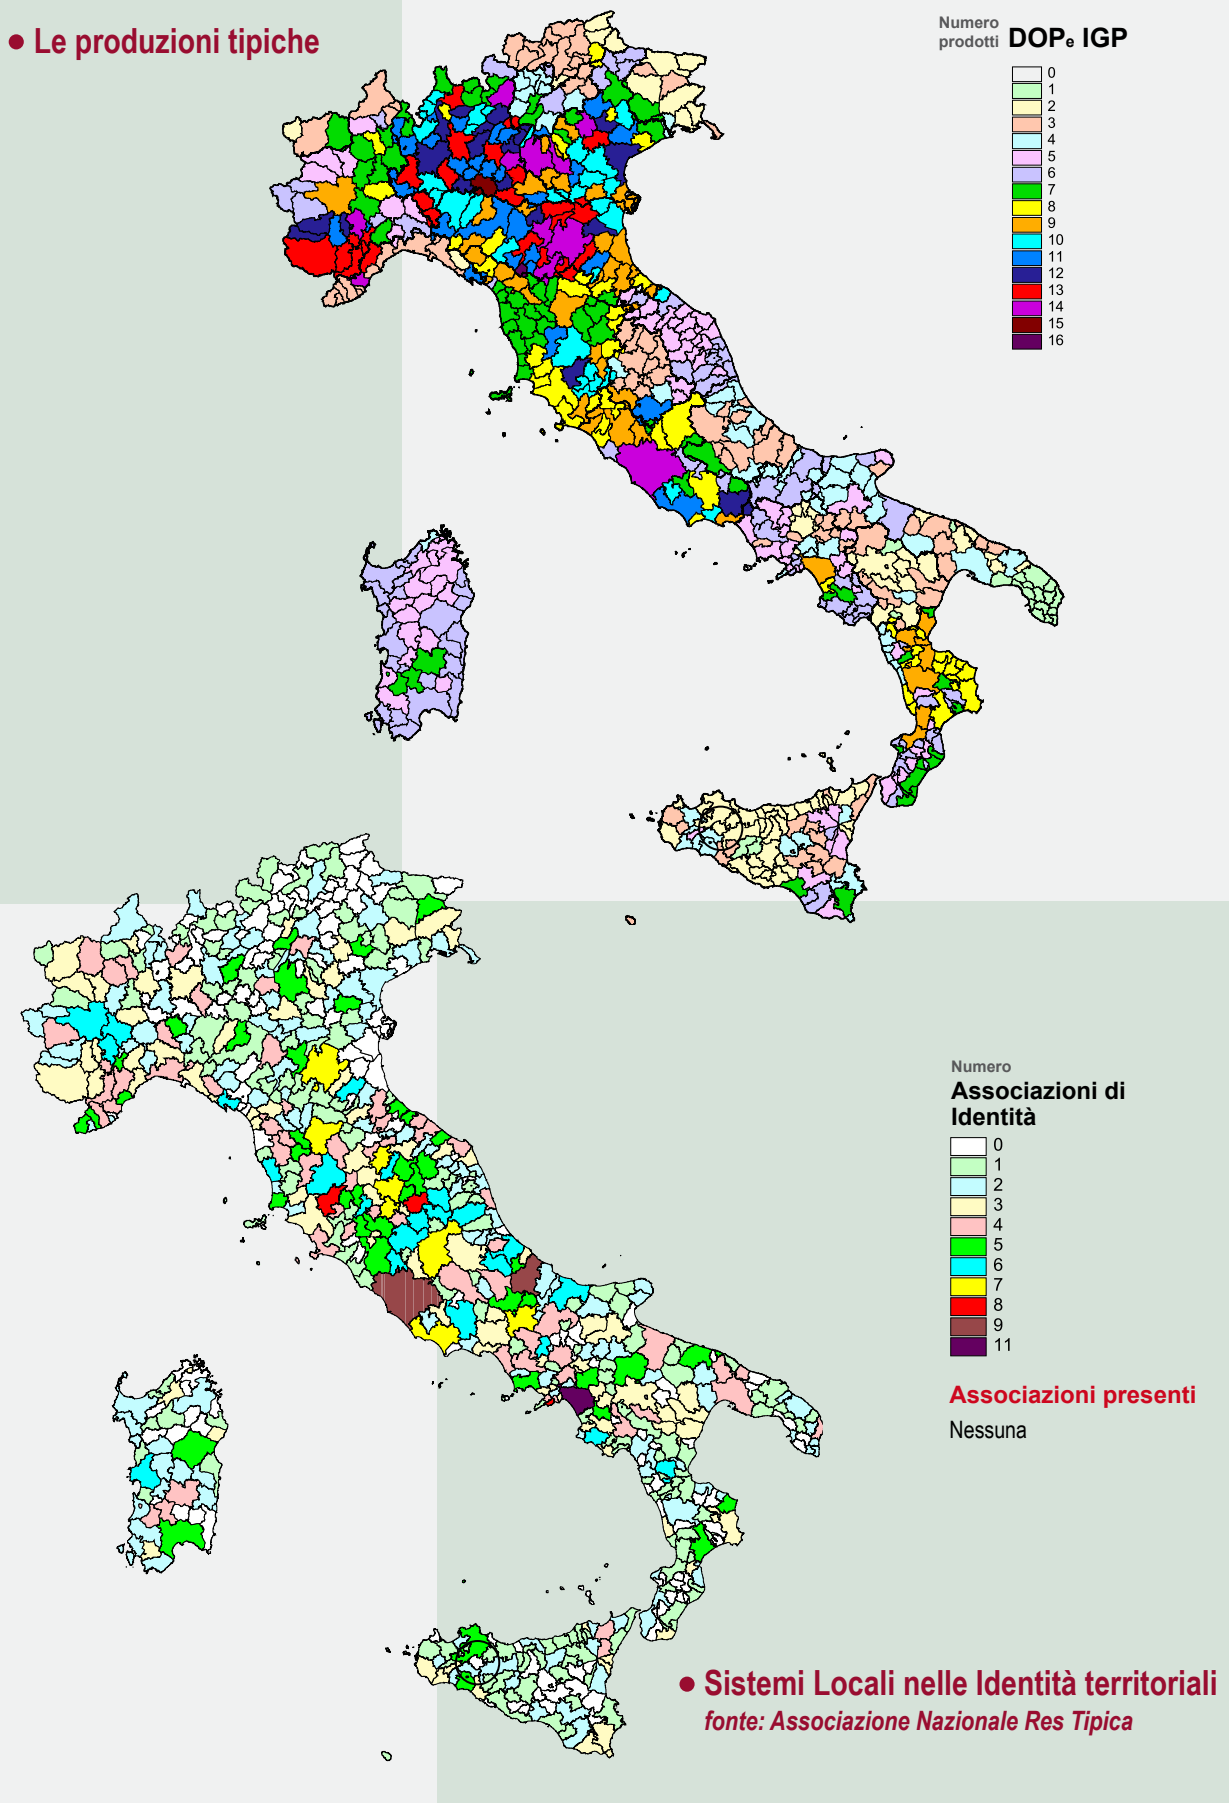 • Le produzioni tipiche
Numero
prodotti DOPe IGP
0
1
2
3
4
5
6
7
8
9
10
11
12
13
14
15
16
Numero
Associazioni di
Identità
0
1
2
3
4
5
6
7
8
9
11
Associazioni presenti
Nessuna
• Sistemi Locali nelle Identità territoriali
fonte: Associazione Nazionale Res Tipica